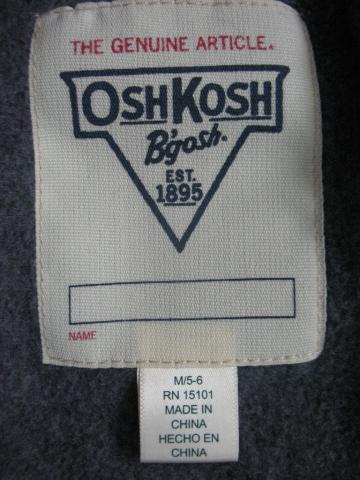 THE GENUINE ARTICLE.
OSHKOSH
B'gosh.
EST.
1895
NAME
M/5-6
RN 15101
MADE IN
CHINA
HECHO EN
CHINA